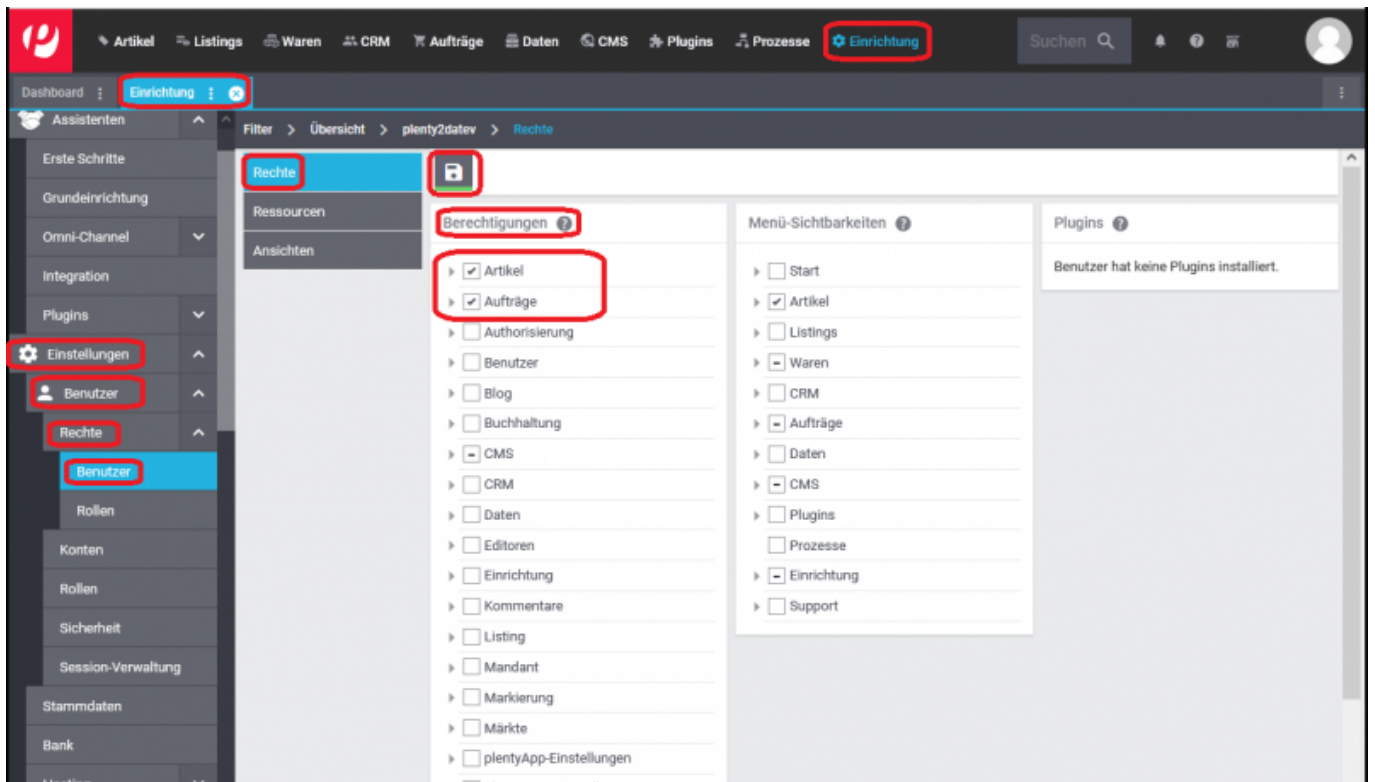 Artikel Listings Waren CRM Aufträge Daten CMS Plugins Prozesse Einrichtung Suchen
Dashboard Einrichtung
Assistenten
Erste Schritte
Grundeinrichtung
Omni-Channel
Integration
Plugins
Einstellungen
Benutzer
Rechte
Benutzer
Rollen
Konten
Rollen
Sicherheit
Session-Verwaltung
Stammdaten
Bank
Filter > Übersicht > plenty2datev > Rechte
Rechte
Ressourcen
Ansichten
Berechtigungen
Artikel
Aufträge
Authorisierung
Benutzer
Blog
Buchhaltung
CMS
CRM
Daten
Editoren
Einrichtung
Kommentare
Listing
Mandant
Markierung
Märkte
plentyApp-Einstellungen
Menü-Sichtbarkeiten
Start
Artikel
Listings
Waren
CRM
Aufträge
Daten
CMS
Plugins
Prozesse
Einrichtung
Support
Plugins
Benutzer hat keine Plugins installiert.